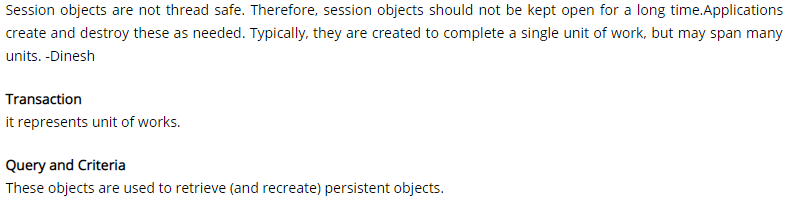 Session objects are not thread safe. Therefore, session objects should not be kept open for a long time.Applications
create and destroy these as needed. Typically, they are created to complete a single unit of work, but may span many
units. -Dinesh
Transaction
it represents unit of works.
Query and Criteria
These objects are used to retrieve (and recreate) persistent objects.